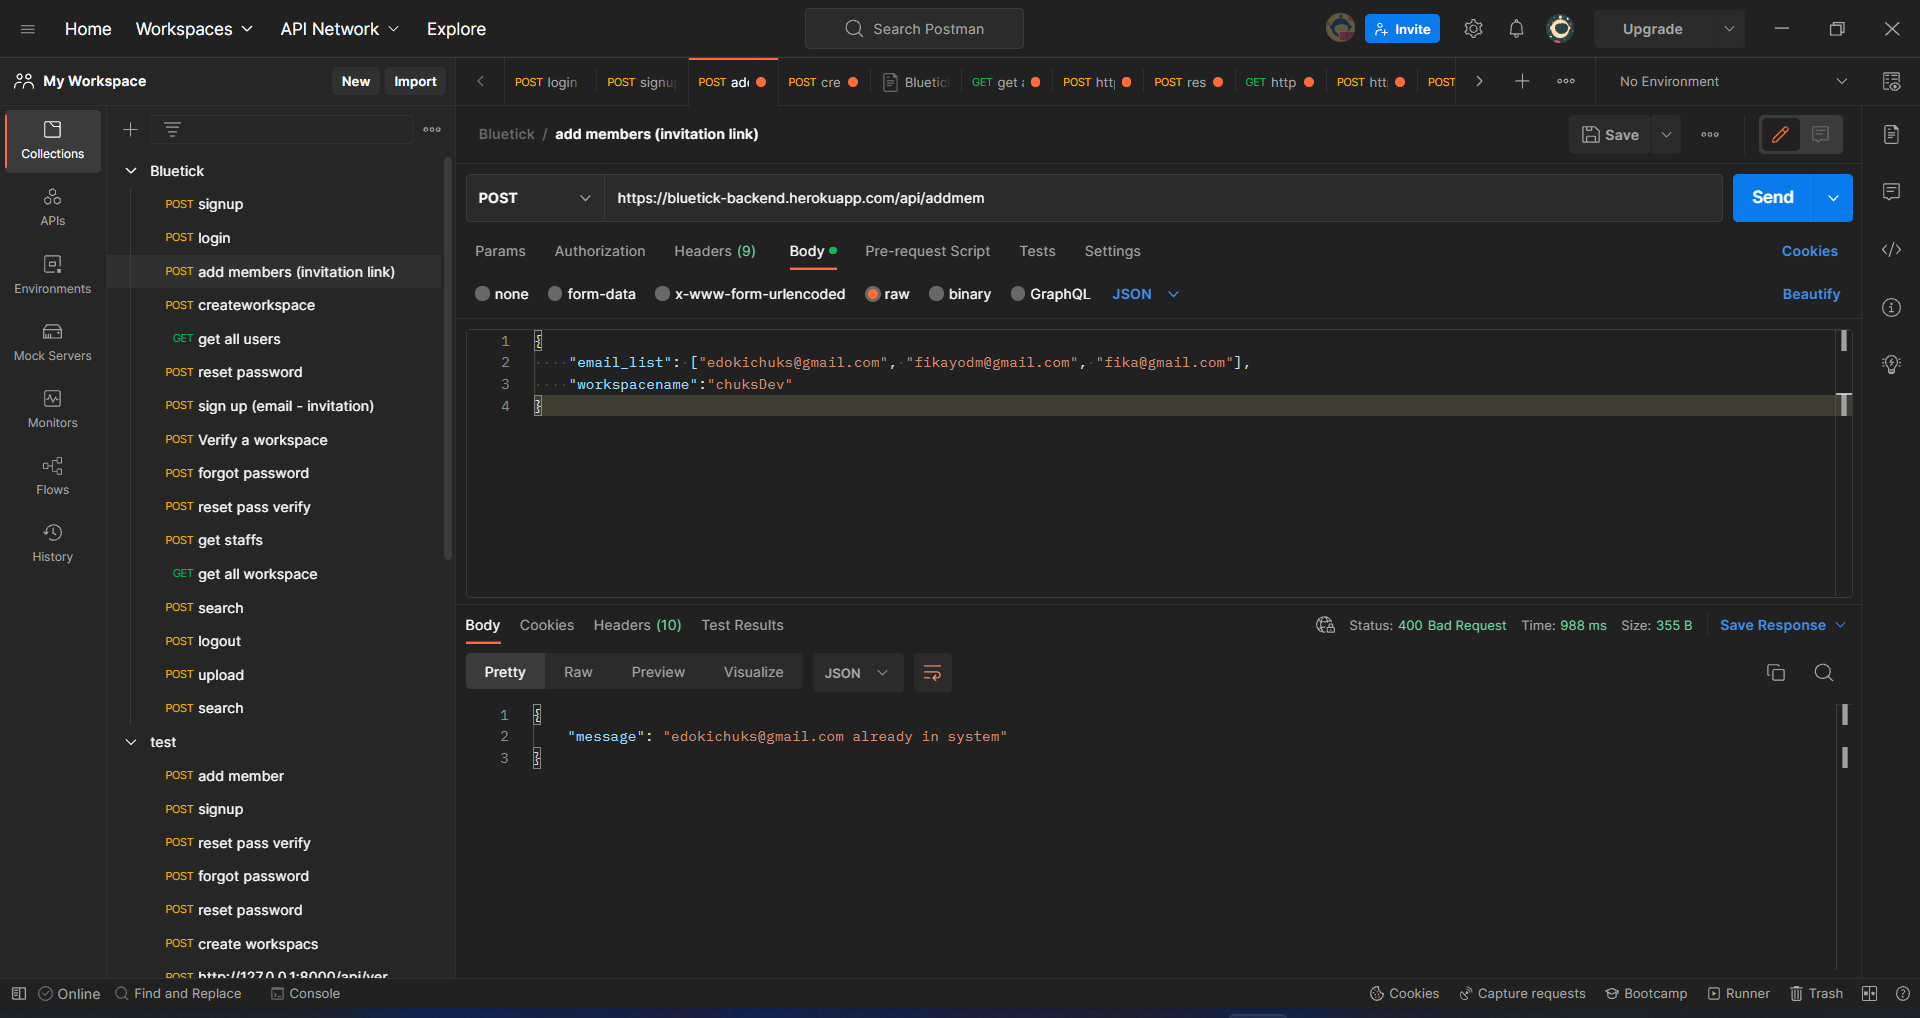 Home Workspaces API Network Explore
Search Postman
Invite
Upgrade
My Workspace
New Import
POST login
POST signu
POST ad
POST cre
Bluetic
GET get
POST htt
POST res
GET http
POST htt
POST
No Environment
Collections
APIs
Environments
Mock Servers
Monitors
Flows
History
Bluetick
POST signup
POST login
POST add members (invitation link)
POST createworkspace
GET get all users
POST reset password
POST sign up (email - invitation)
POST Verify a workspace
POST forgot password
POST reset pass verify
POST get staffs
GET get all workspace
POST search
POST logout
POST upload
POST search
test
POST add member
POST signup
POST reset pass verify
POST forgot password
POST reset password
POST create workspacs
POST http://127.0.0.1:8000/api/ver
Bluetick / add members (invitation link)
Save
POST https://bluetick-backend.herokuapp.com/api/addmem
Send
Params Authorization Headers (9) Body Pre-request Script Tests Settings
Cookies
none form-data x-www-form-urlencoded raw binary GraphQL JSON
Beautify
1 {
2 "email_list": ["edokichuks@gmail.com", "fikayodm@gmail.com", "fika@gmail.com"],
3 "workspacename":"chuksDev"
4 }
Body Cookies Headers (10) Test Results
Status: 400 Bad Request Time: 988 ms Size: 355 B Save Response
Pretty Raw Preview Visualize JSON
1 {
2 "message": "edokichuks@gmail.com already in system"
3 }
Online Find and Replace Console
Cookies Capture requests Bootcamp Runner Trash